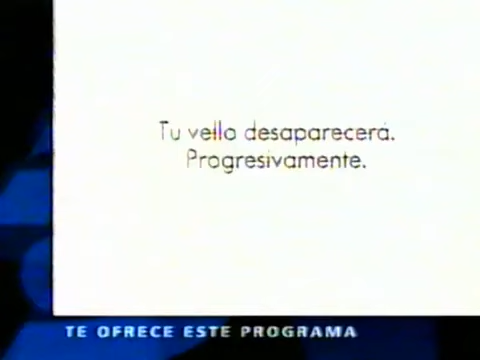 Tu vello desaparecerá.
Progresivamente.
TE OFRECE ESTE PROGRAMA